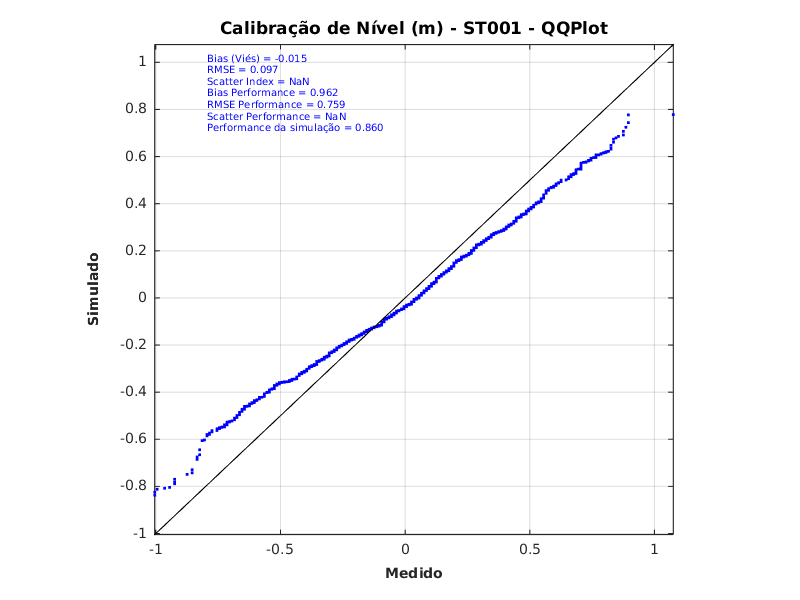 Calibração de Nível (m) - ST001 - QQPlot
Bias (Viés) = -0.015
RMSE = 0.097
Scatter Index = NaN
Bias Performance = 0.962
RMSE Performance = 0.759
Scatter Performance = NaN
Performance da simulação = 0.860
1
0.8
0.6
0.4
0.2
0
-0.2
-0.4
-0.6
-0.8
-1
Simulado
-1 -0.5 0 0.5 1
Medido